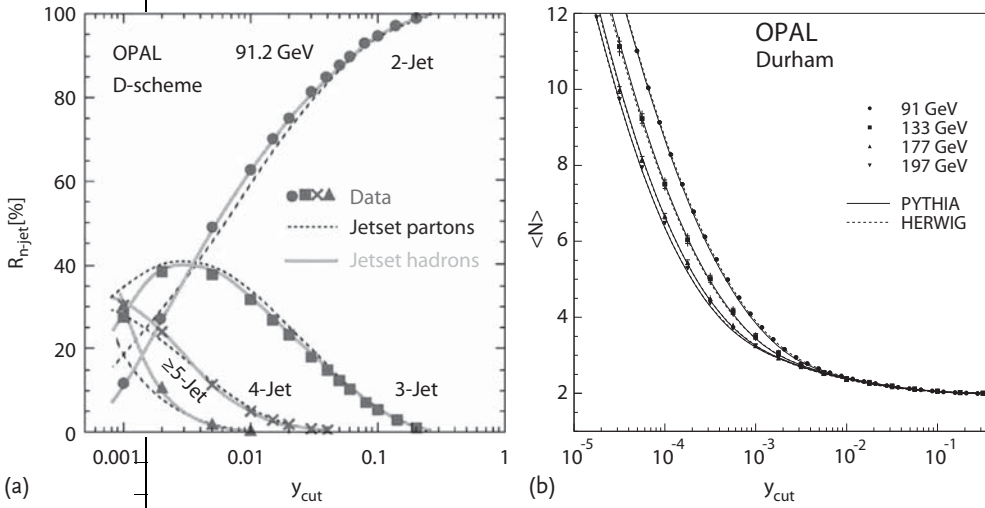 100
80
60
40
20
0
R_n-jet[%]
OPAL
91.2 GeV
D-scheme
2-Jet
Data
Jetset partons
Jetset hadrons
≥5-Jet
4-Jet
3-Jet
0.001
0.01
0.1
1
y_cut
(a)
12
10
8
6
4
2
<N>
OPAL
Durham
91 GeV
133 GeV
177 GeV
197 GeV
PYTHIA
HERWIG
10^-5
10^-4
10^-3
10^-2
10^-1
y_cut
(b)